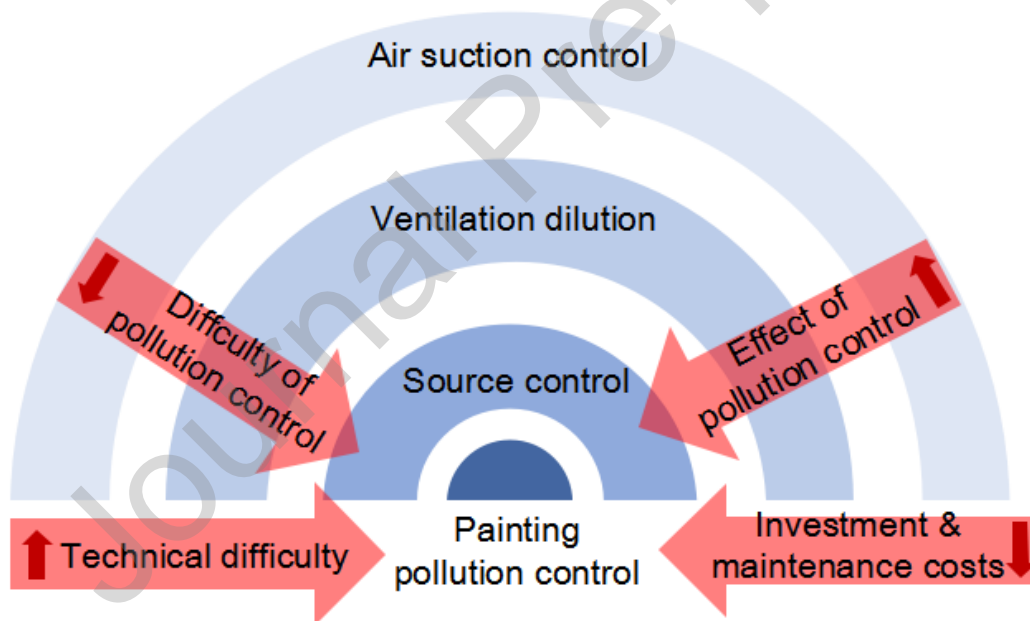 Air suction control
Ventilation dilution
Source control
Diffculty of
pollution control
Effect of
pollution control
Technical difficulty
Painting
pollution control
Investment &
maintenance costs
Journal Pre-